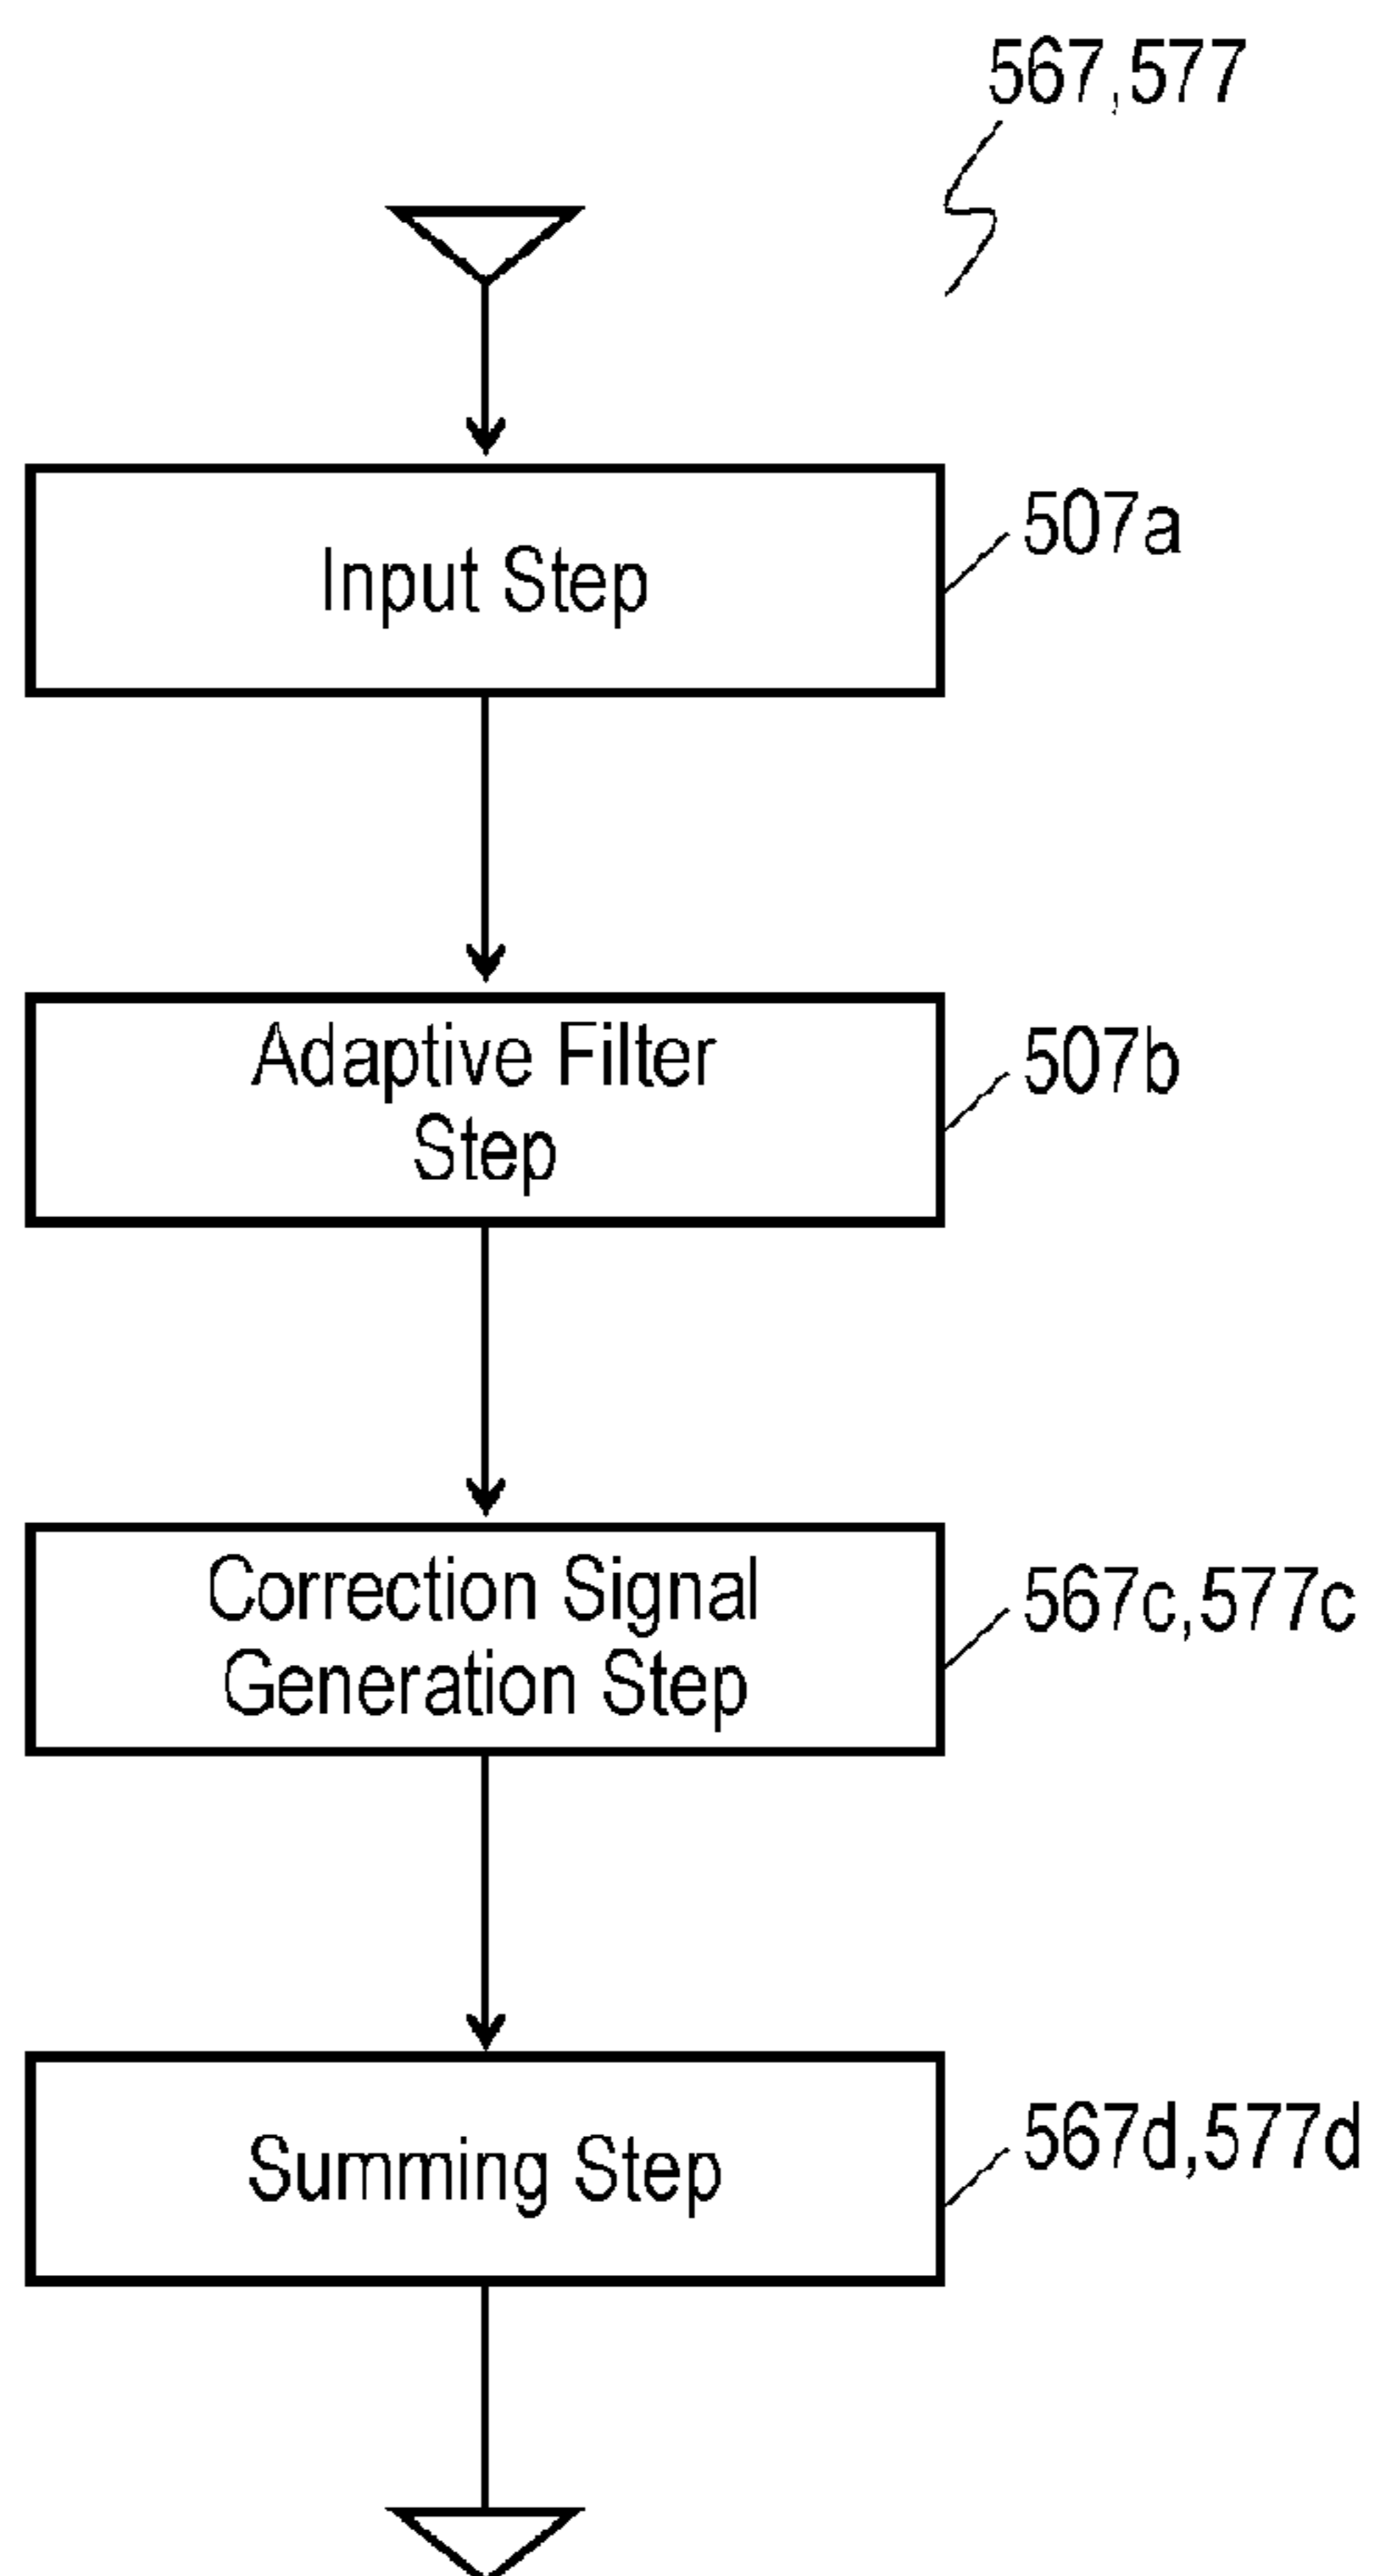 567,577
Input Step
507a
Adaptive Filter
Step
507b
Correction Signal
Generation Step
567c,577c
Summing Step
567d,577d